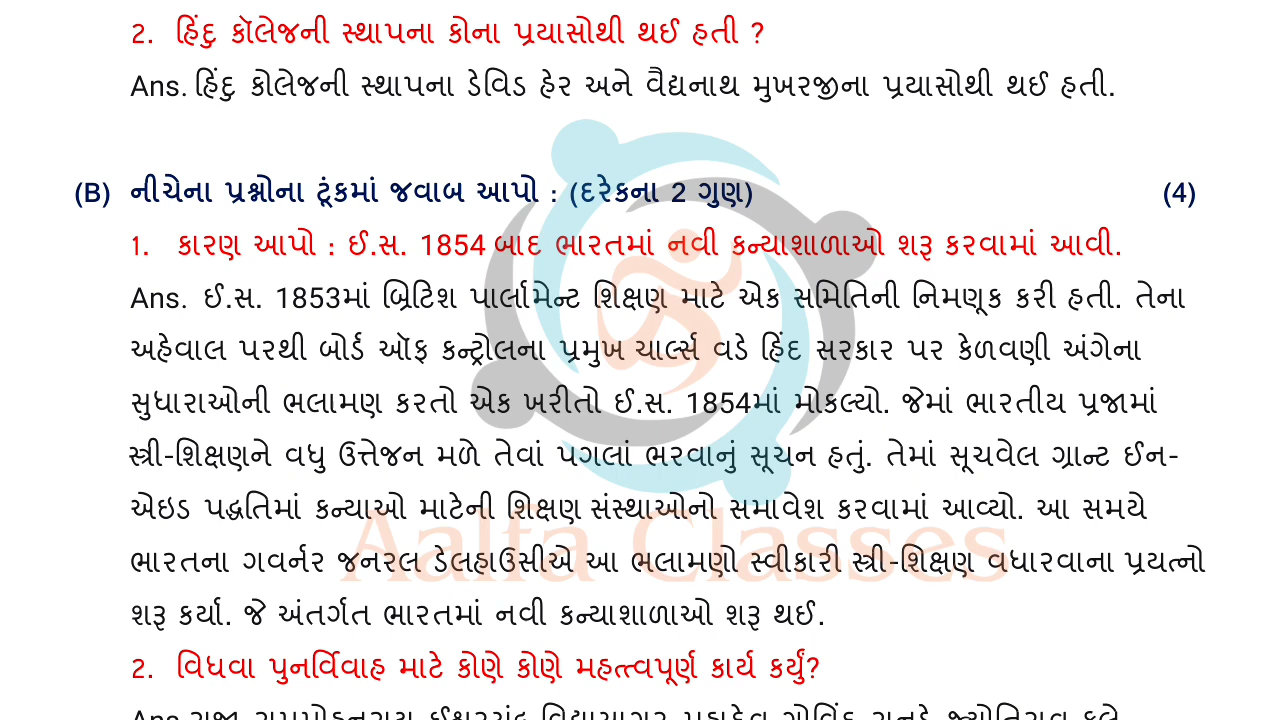 2. હિંદુ કૉલેજની સ્થાપના કોના પ્રયાસોથી થઈ હતી ?
Ans. હિંદુ કોલેજની સ્થાપના ડેવિડ હેર અને વૈદ્યનાથ મુખરજીના પ્રયાસોથી થઈ હતી.
(B) નીચેના પ્રશ્નોના ટૂંકમાં જવાબ આપો : (દરેકના 2 ગુણ) (4)
1. કારણ આપો : ઈ.સ. 1854 બાદ ભારતમાં નવી કન્યાશાળાઓ શરૂ કરવામાં આવી.
Ans. ઈ.સ. 1853માં બ્રિટિશ પાર્લામેન્ટ શિક્ષણ માટે એક સમિતિની નિમણૂક કરી હતી. તેના
અહેવાલ પરથી બોર્ડ ઑફ કન્ટ્રોલના પ્રમુખ ચાર્લ્સ વડે હિંદ સરકાર પર કેળવણી અંગેના
સુધારાઓની ભલામણ કરતો એક ખરીતો ઈ.સ. 1854માં મોકલ્યો. જેમાં ભારતીય પ્રજામાં
સ્ત્રી-શિક્ષણને વધુ ઉત્તેજન મળે તેવાં પગલાં ભરવાનું સૂચન હતું. તેમાં સૂચવેલ ગ્રાન્ટ ઈન-
એઇડ પદ્ધતિમાં કન્યાઓ માટેની શિક્ષણ સંસ્થાઓનો સમાવેશ કરવામાં આવ્યો. આ સમયે
ભારતના ગવર્નર જનરલ ડેલહાઉસીએ આ ભલામણો સ્વીકારી સ્ત્રી-શિક્ષણ વધારવાના પ્રયત્નો
શરૂ કર્યા. જે અંતર્ગત ભારતમાં નવી કન્યાશાળાઓ શરૂ થઈ.
2. વિધવા પુનર્વિવાહ માટે કોણે કોણે મહત્ત્વપૂર્ણ કાર્ય કર્યું?
Aalfa Classes